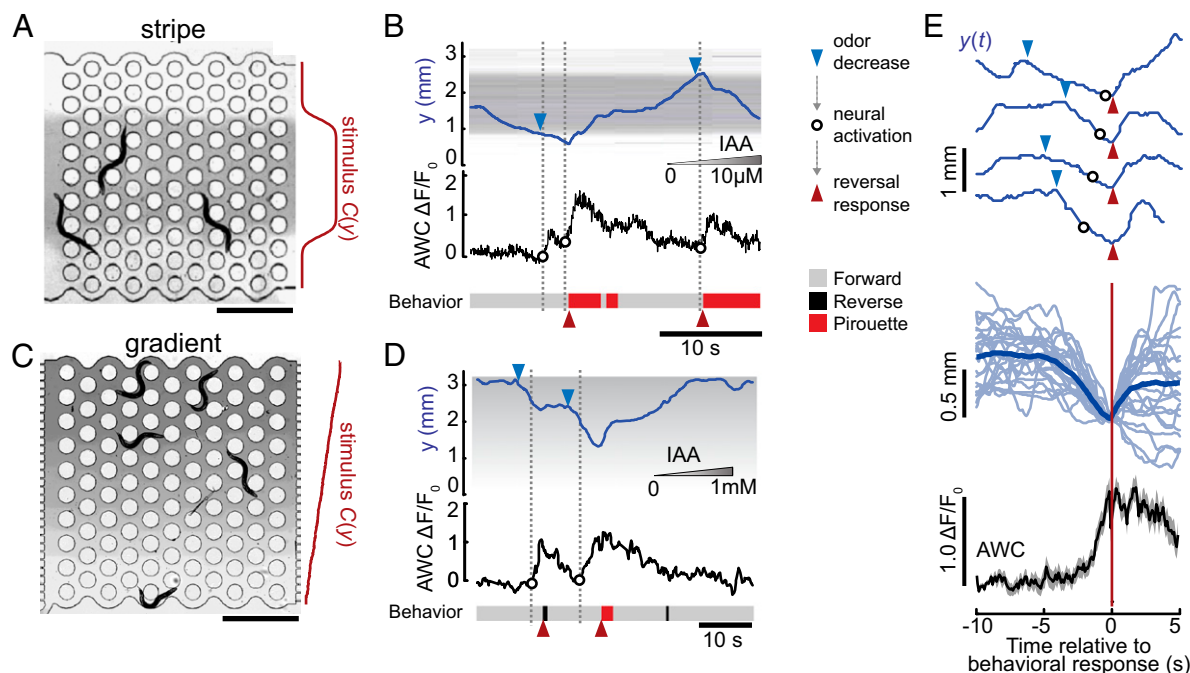 A
stripe
stimulus C(y)
B
y (mm)
3
2
1
0
IAA
0
10µM
AWC ΔF/F0
2
1
0
Behavior
10 s
odor
decrease
neural
activation
reversal
response
Forward
Reverse
Pirouette
C
gradient
stimulus C(y)
D
y (mm)
3
2
1
0
IAA
0
1mM
AWC ΔF/F0
2
1
0
Behavior
10 s
E
y(t)
1 mm
0.5 mm
1.0 ΔF/F0
AWC
-10
-5
0
5
Time relative to
behavioral response (s)